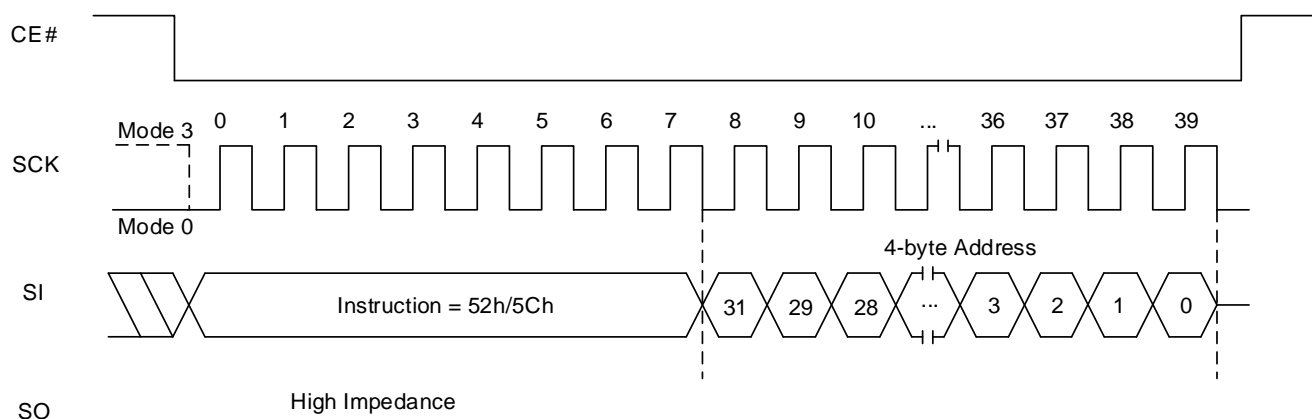 CE#
0 1 2 3 4 5 6 7 8 9 10 ... 36 37 38 39
Mode 3
SCK
Mode 0
4-byte Address
SI
Instruction = 52h/5Ch 31 29 28 ... 3 2 1 0
High Impedance
SO